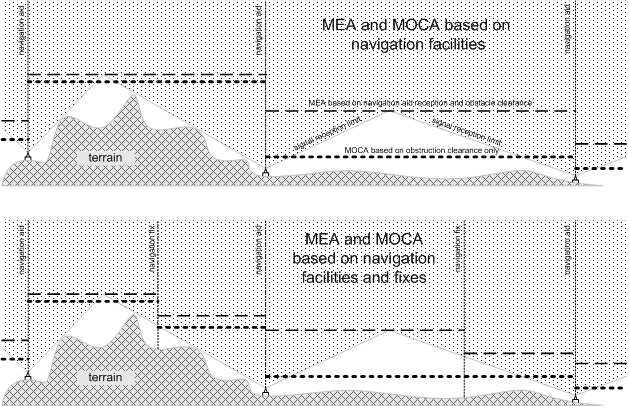 navigation aid
navigation aid
MEA and MOCA based on
navigation facilities
navigation aid
MEA based on navigation aid reception and obstacle clearance
signal reception limit
signal reception limit
MOCA based on obstruction clearance only
terrain
navigation aid
navigation fix
navigation aid
MEA and MOCA
based on navigation
facilities and fixes
navigation fix
navigation aid
terrain